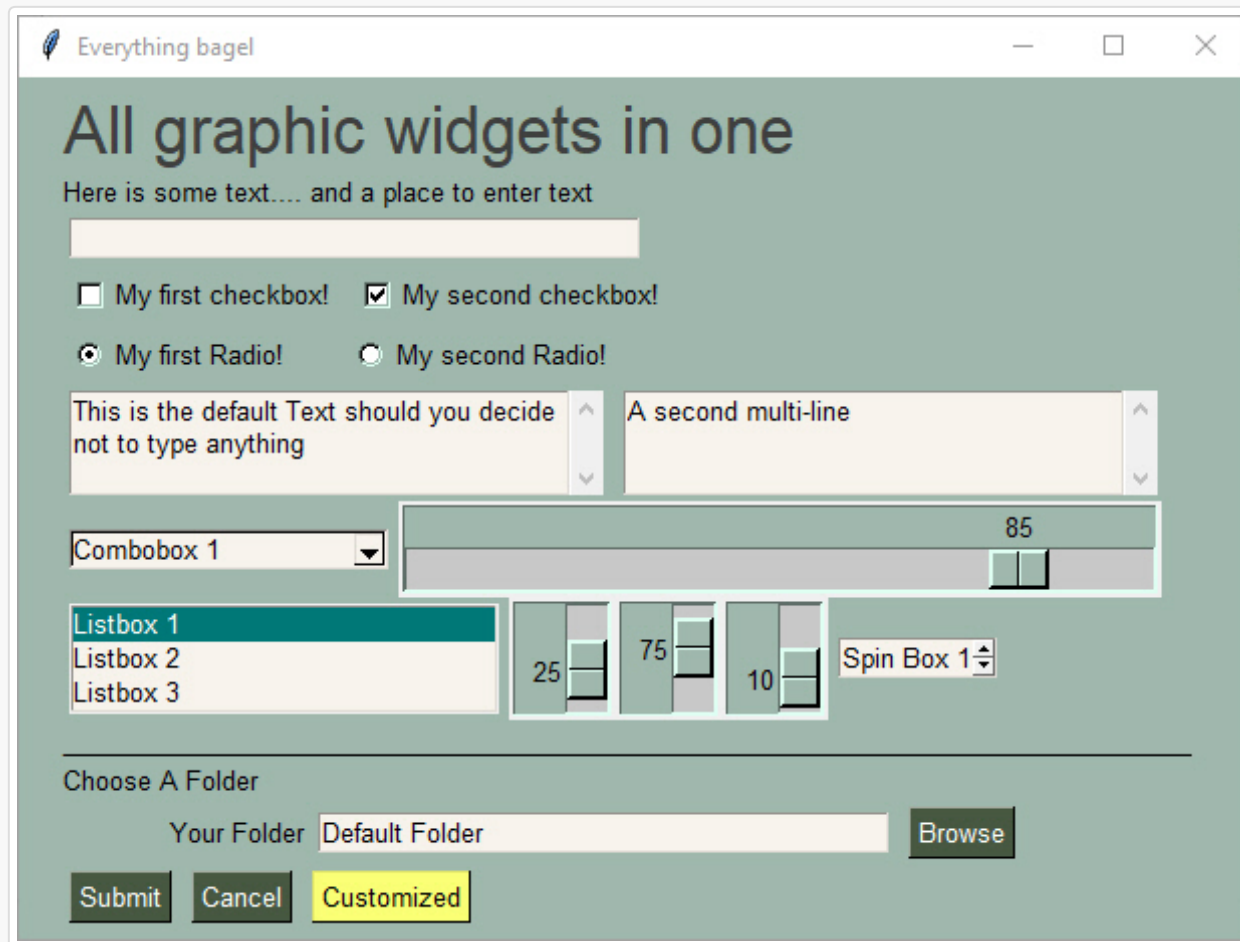 Everything bagel
All graphic widgets in one
Here is some text.... and a place to enter text
My first checkbox! My second checkbox!
My first Radio! My second Radio!
This is the default Text should you decide
not to type anything
A second multi-line
Combobox 1
85
Listbox 1
Listbox 2
Listbox 3
25
75
10
Spin Box 1
Choose A Folder
Your Folder Default Folder Browse
Submit Cancel Customized